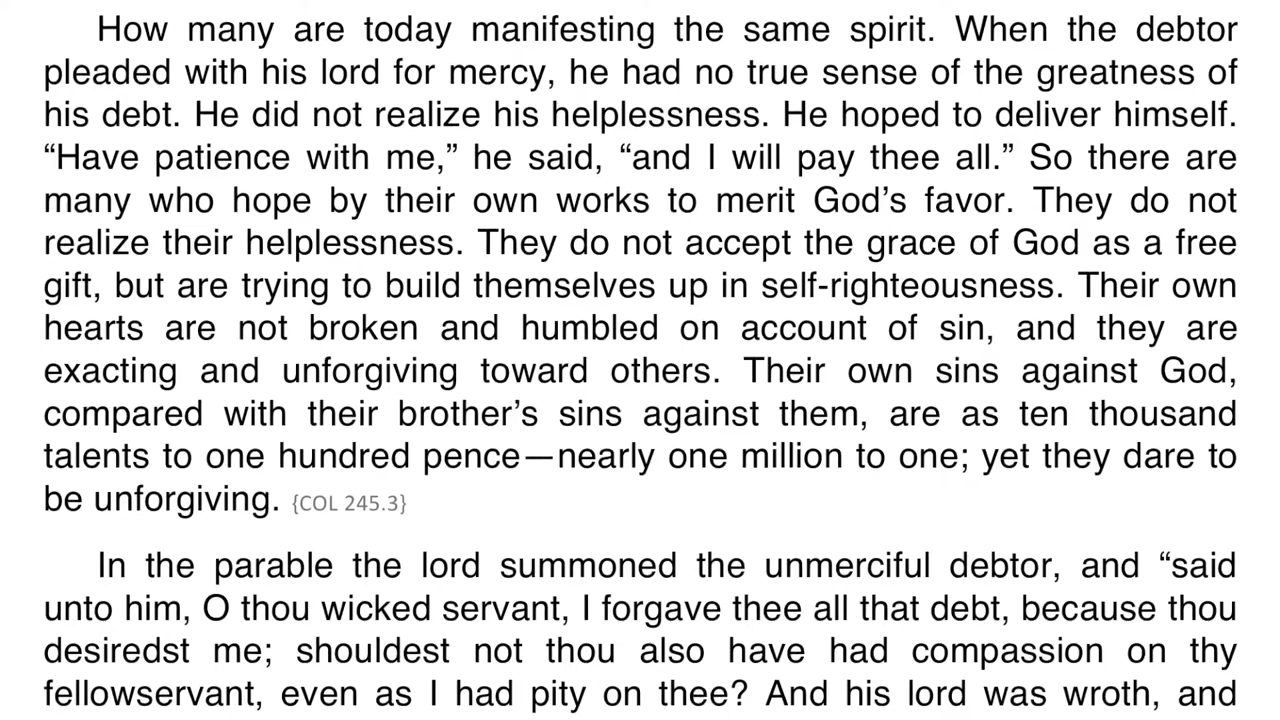 How many are today manifesting the same spirit. When the debtor
pleaded with his lord for mercy, he had no true sense of the greatness of
his debt. He did not realize his helplessness. He hoped to deliver himself.
“Have patience with me,” he said, “and I will pay thee all.” So there are
many who hope by their own works to merit God’s favor. They do not
realize their helplessness. They do not accept the grace of God as a free
gift, but are trying to build themselves up in self-righteousness. Their own
hearts are not broken and humbled on account of sin, and they are
exacting and unforgiving toward others. Their own sins against God,
compared with their brother’s sins against them, are as ten thousand
talents to one hundred pence—nearly one million to one; yet they dare to
be unforgiving. {COL 245.3}
In the parable the lord summoned the unmerciful debtor, and “said
unto him, O thou wicked servant, I forgave thee all that debt, because thou
desiredst me; shouldest not thou also have had compassion on thy
fellowservant, even as I had pity on thee? And his lord was wroth, and